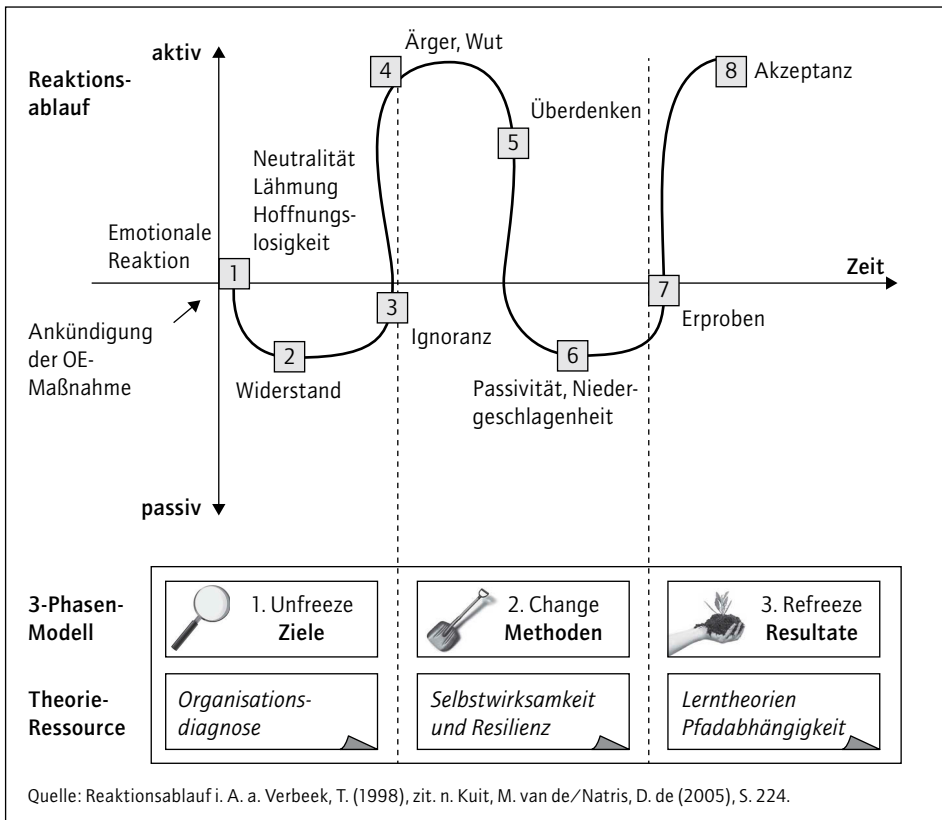 aktiv
Reaktions-
ablauf
4
Ärger, Wut
8
Akzeptanz
Überdenken
5
Neutralität
Lähmung
Hoffnungs-
losigkeit
Emotionale
Reaktion
1
Zeit
3
7
Ignoranz
Erproben
Ankündigung
der OE-
Maßnahme
2
Widerstand
6
Passivität, Nieder-
geschlagenheit
passiv
3-Phasen-
Modell
1. Unfreeze
Ziele
2. Change
Methoden
3. Refreeze
Resultate
Theorie-
Ressource
Organisations-
diagnose
Selbstwirksamkeit
und Resilienz
Lerntheorien
Pfadabhängigkeit
Quelle: Reaktionsablauf i. A. a. Verbeek, T. (1998), zit. n. Kuit, M. van de/Natris, D. de (2005), S. 224.